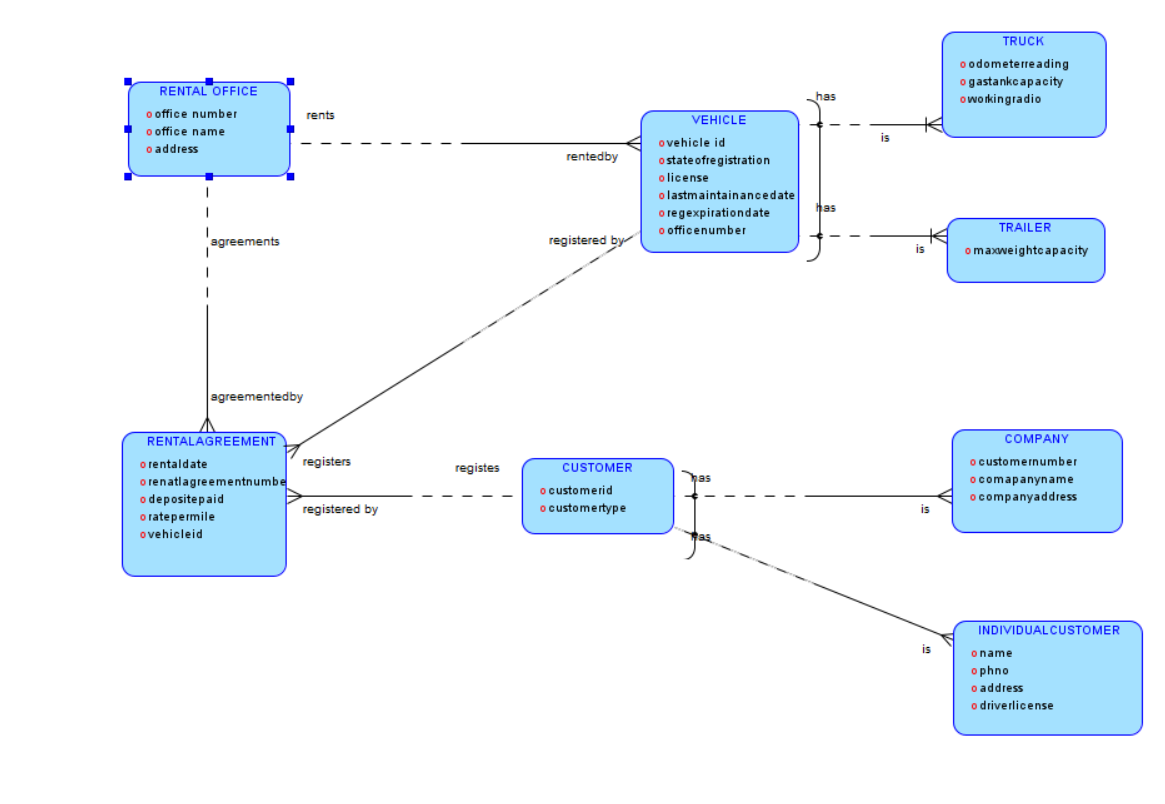 RENTAL OFFICE
o office number
o office name
o address
rents
rentedby
VEHICLE
o vehicle id
o stateofregistration
o license
o lastmaintainancedate
o regexpirationdate
o officenumber
has
is
TRUCK
o odometerreading
o gastankcapacity
o workingradio
has
is
TRAILER
o maxweightcapacity
agreements
agreementedby
registered by
registers
RENTALAGREEMENT
o rentaldate
o renatlagreementnumbe
o depositepaid
o ratepermile
o vehicleid
registes
registered by
CUSTOMER
o customerid
o customertype
has
is
COMPANY
o customernumber
o comapanyname
o companyaddress
has
is
INDIVIDUALCUSTOMER
o name
o phno
o address
o driverlicense